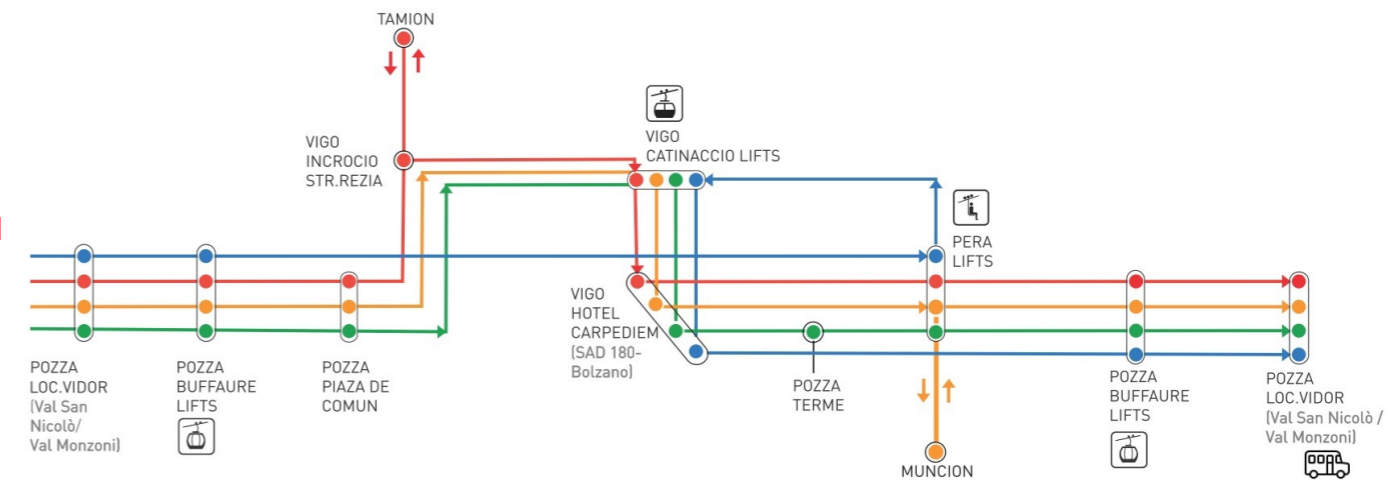 TAMION
VIGO
INCROCIO
STR.REZIA
VIGO
CATINACCIO LIFTS
PERA
LIFTS
VIGO
HOTEL
CARPEDIEM
(SAD 180-
Bolzano)
POZZA
LOC.VIDOR
(Val San
Nicolò/
Val Monzoni)
POZZA
BUFFAURE
LIFTS
POZZA
PIAZA DE
COMUN
POZZA
TERME
MUNCION
POZZA
BUFFAURE
LIFTS
POZZA
LOC.VIDOR
(Val San Nicolò /
Val Monzoni)